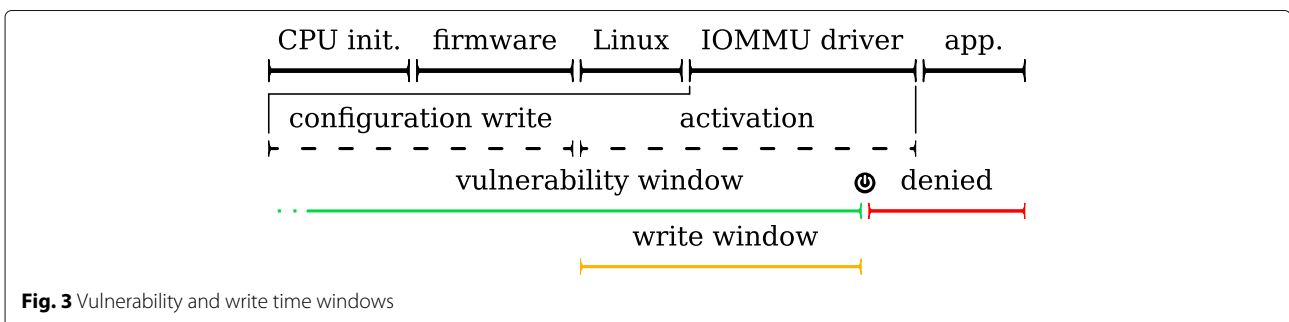 CPU init. firmware Linux IOMMU driver app.
configuration write activation
vulnerability window denied
write window
Fig. 3 Vulnerability and write time windows